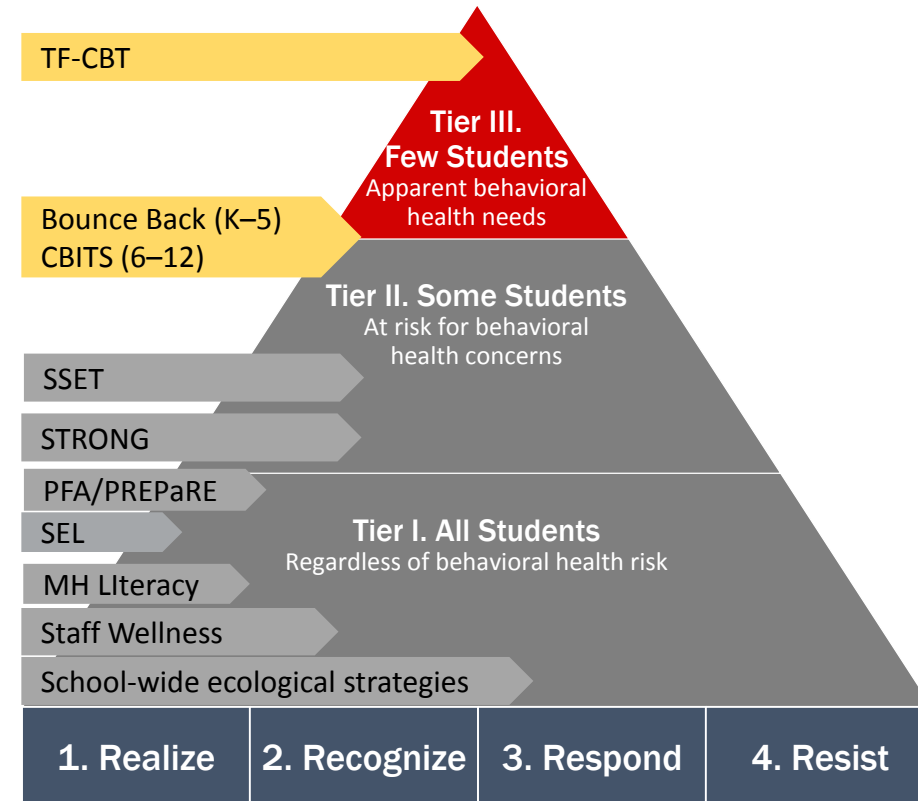 TF-CBT
Tier III.
Few Students
Apparent behavioral
health needs
Bounce Back (K–5)
CBITS (6–12)
Tier II. Some Students
At risk for behavioral
health concerns
SSET
STRONG
PFA/PREPaRE
SEL
Tier I. All Students
Regardless of behavioral health risk
MH LIteracy
Staff Wellness
School-wide ecological strategies
1. Realize
2. Recognize
3. Respond
4. Resist